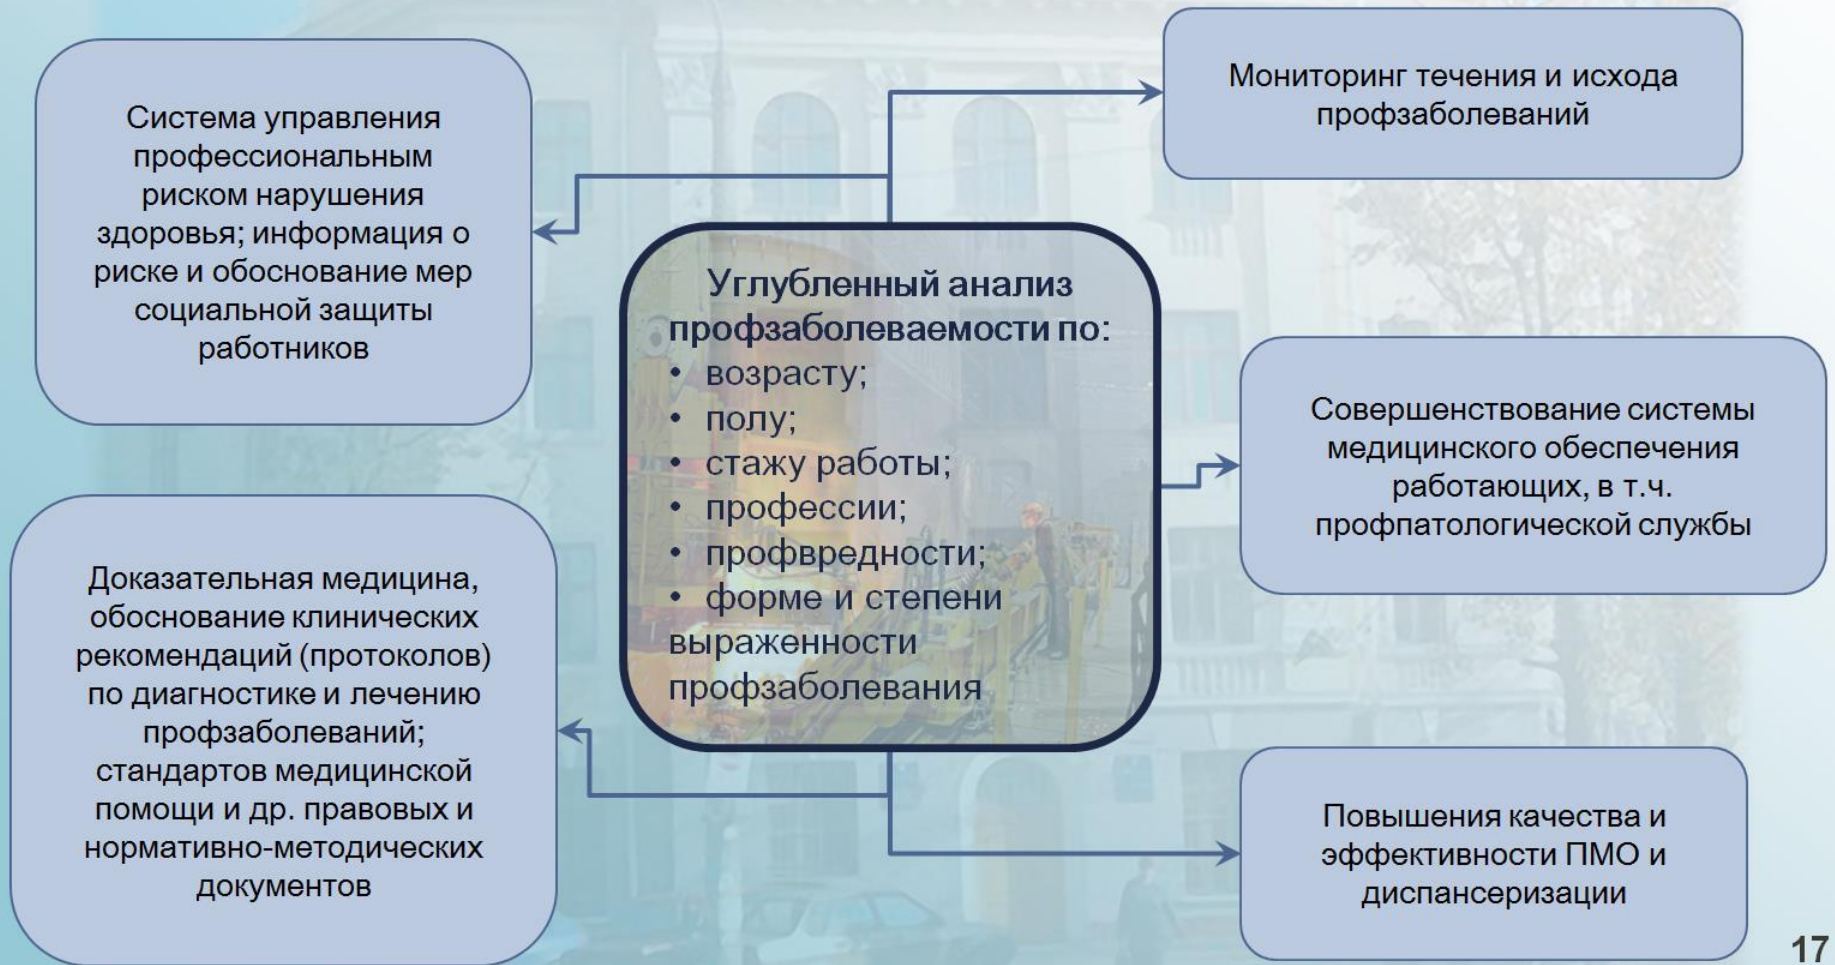 Система управления
профессиональным
риском нарушения
здоровья; информация о
риске и обоснование мер
социальной защиты
работников
Мониторинг течения и исхода
профзаболеваний
Углубленный анализ
профзаболеваемости по:
• возрасту;
• полу;
• стажу работы;
• профессии;
• профвредности;
• форме и степени
выраженности
профзаболевания
Совершенствование системы
медицинского обеспечения
работающих, в т.ч.
профпатологической службы
Доказательная медицина,
обоснование клинических
рекомендаций (протоколов)
по диагностике и лечению
профзаболеваний;
стандартов медицинской
помощи и др. правовых и
нормативно-методических
документов
Повышения качества и
эффективности ПМО и
диспансеризации
17